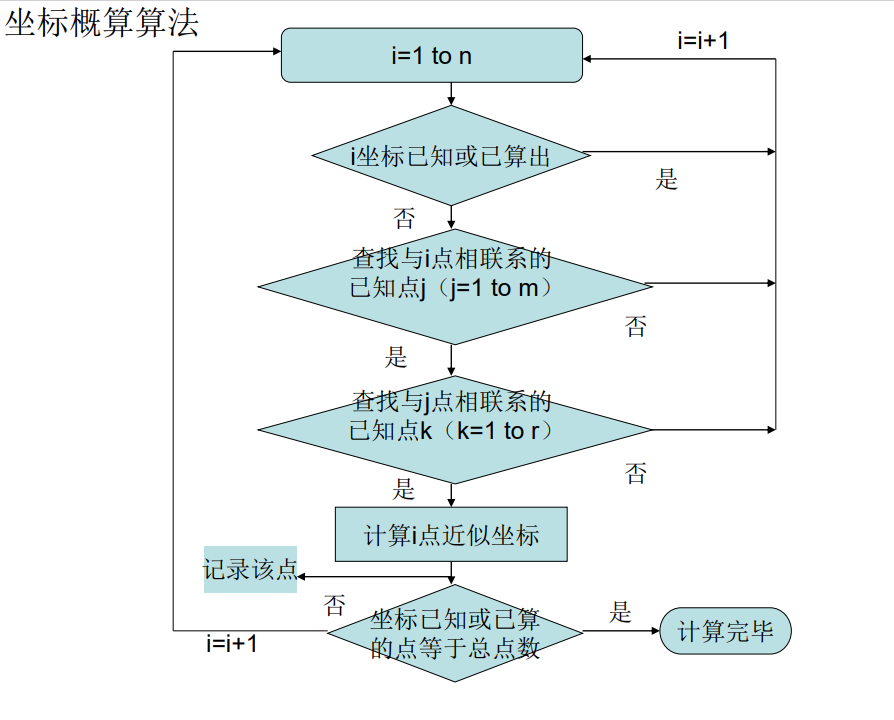 坐标概算算法
i=1 to n
i=i+1
i坐标已知或已算出
是
否
查找与i点相联系的
已知点j（j=1 to m）
否
是
查找与j点相联系的
已知点k（k=1 to r）
否
是
计算i点近似坐标
记录该点
否
坐标已知或已算
的点等于总点数
是
计算完毕
i=i+1